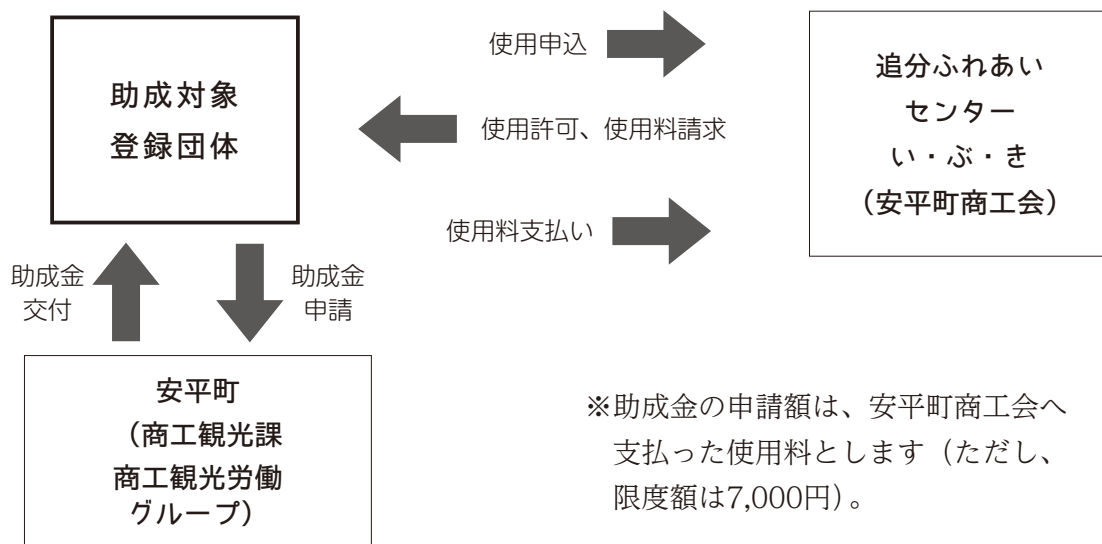 助成対象
登録団体
使用申込
使用許可、使用料請求
使用料支払い
追分ふれあい
センター
い・ぶ・き
（安平町商工会）
助成金
交付
助成金
申請
安平町
（商工観光課
商工観光労働
グループ）
※助成金の申請額は、安平町商工会へ
支払った使用料とします（ただし、
限度額は7,000円）。